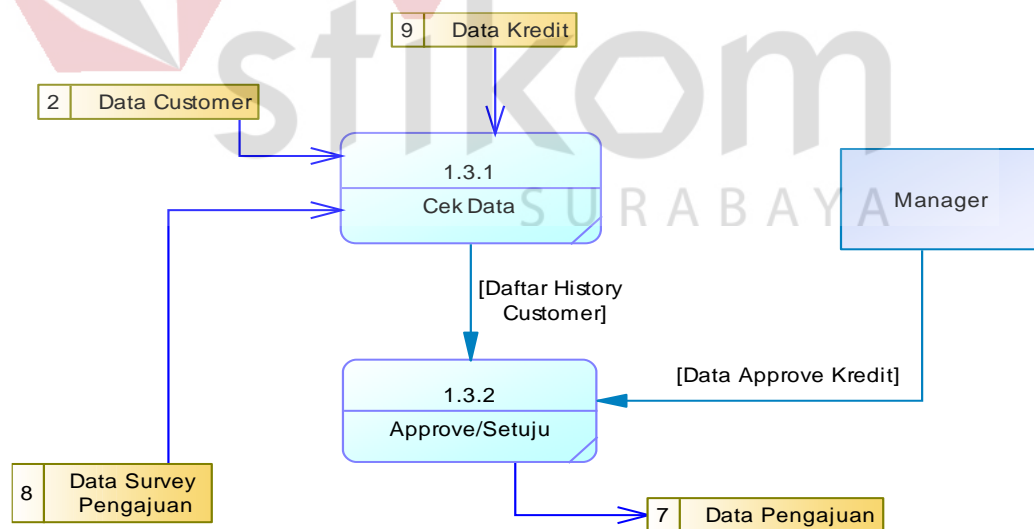 9 Data Kredit
2 Data Customer
stikom
SURABAYA
1.3.1
Cek Data
Manager
[Daftar History
Customer]
[Data Approve Kredit]
1.3.2
Approve/Setuju
8 Data Survey
Pengajuan
7 Data Pengajuan